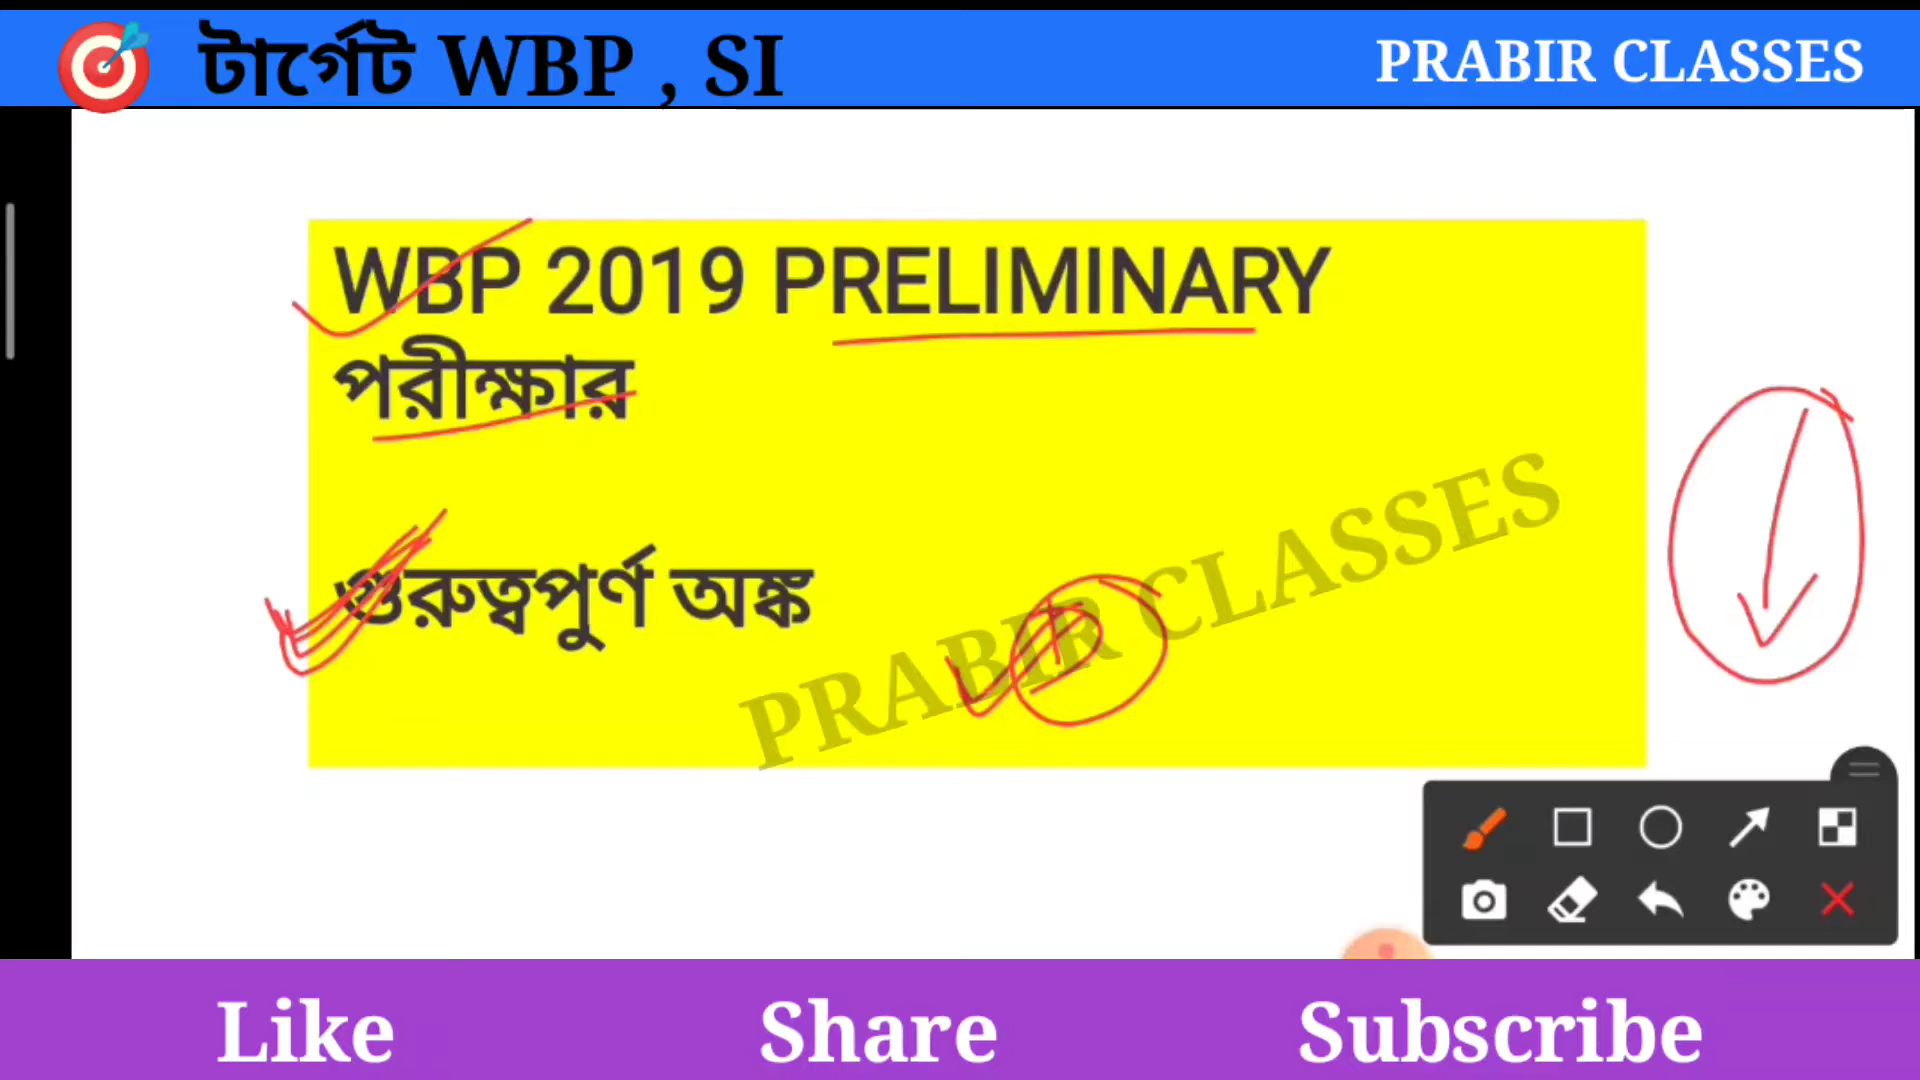 টার্গেট WBP , SI
PRABIR CLASSES
WBP 2019 PRELIMINARY
পরীক্ষার
গুরুত্বপুর্ণ অঙ্ক
PRABIR CLASSES
Like Share Subscribe